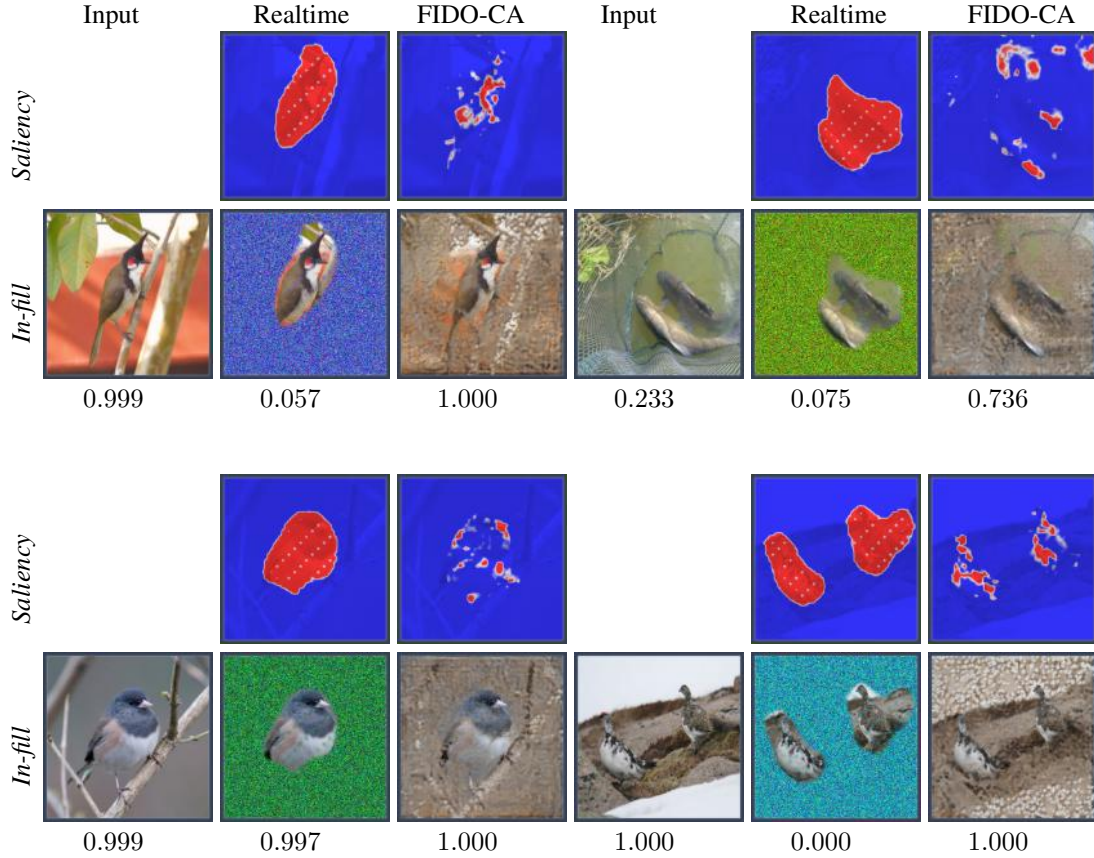 Input Realtime FIDO-CA Input Realtime FIDO-CA
Saliency
In-fill
0.999 0.057 1.000 0.233 0.075 0.736
Saliency
In-fill
0.999 0.997 1.000 1.000 0.000 1.000